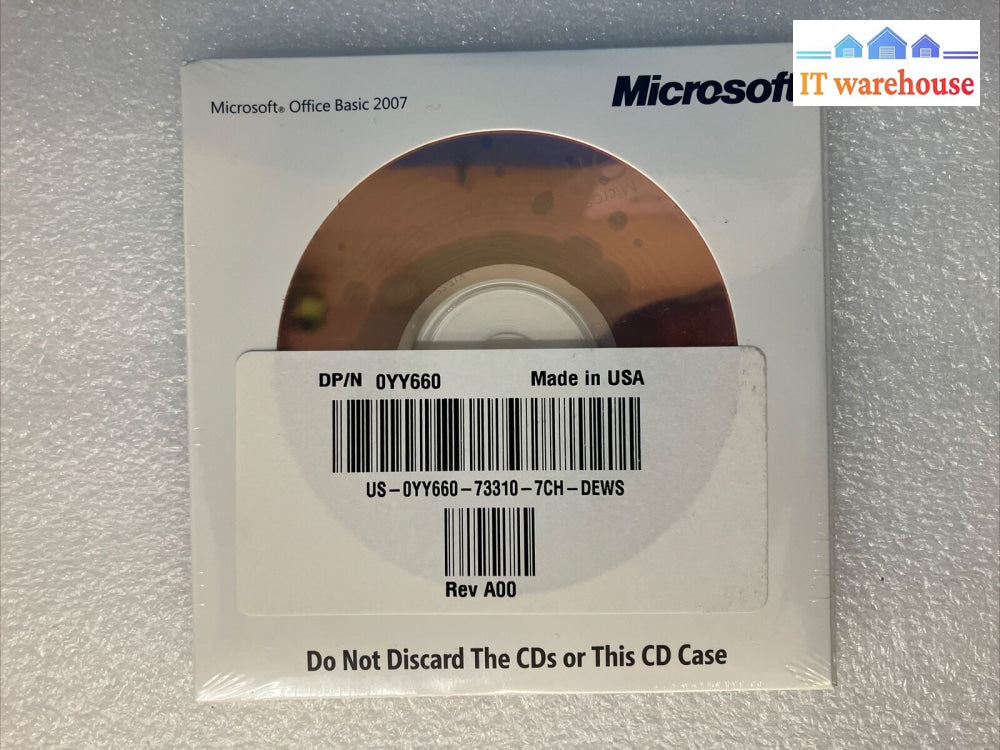 Microsoft® Office Basic 2007
Microsoft
IT warehouse
DP/N 0YY660
Made in USA
US-0YY660-73310-7CH-DEWS
Rev A00
Do Not Discard The CDs or This CD Case